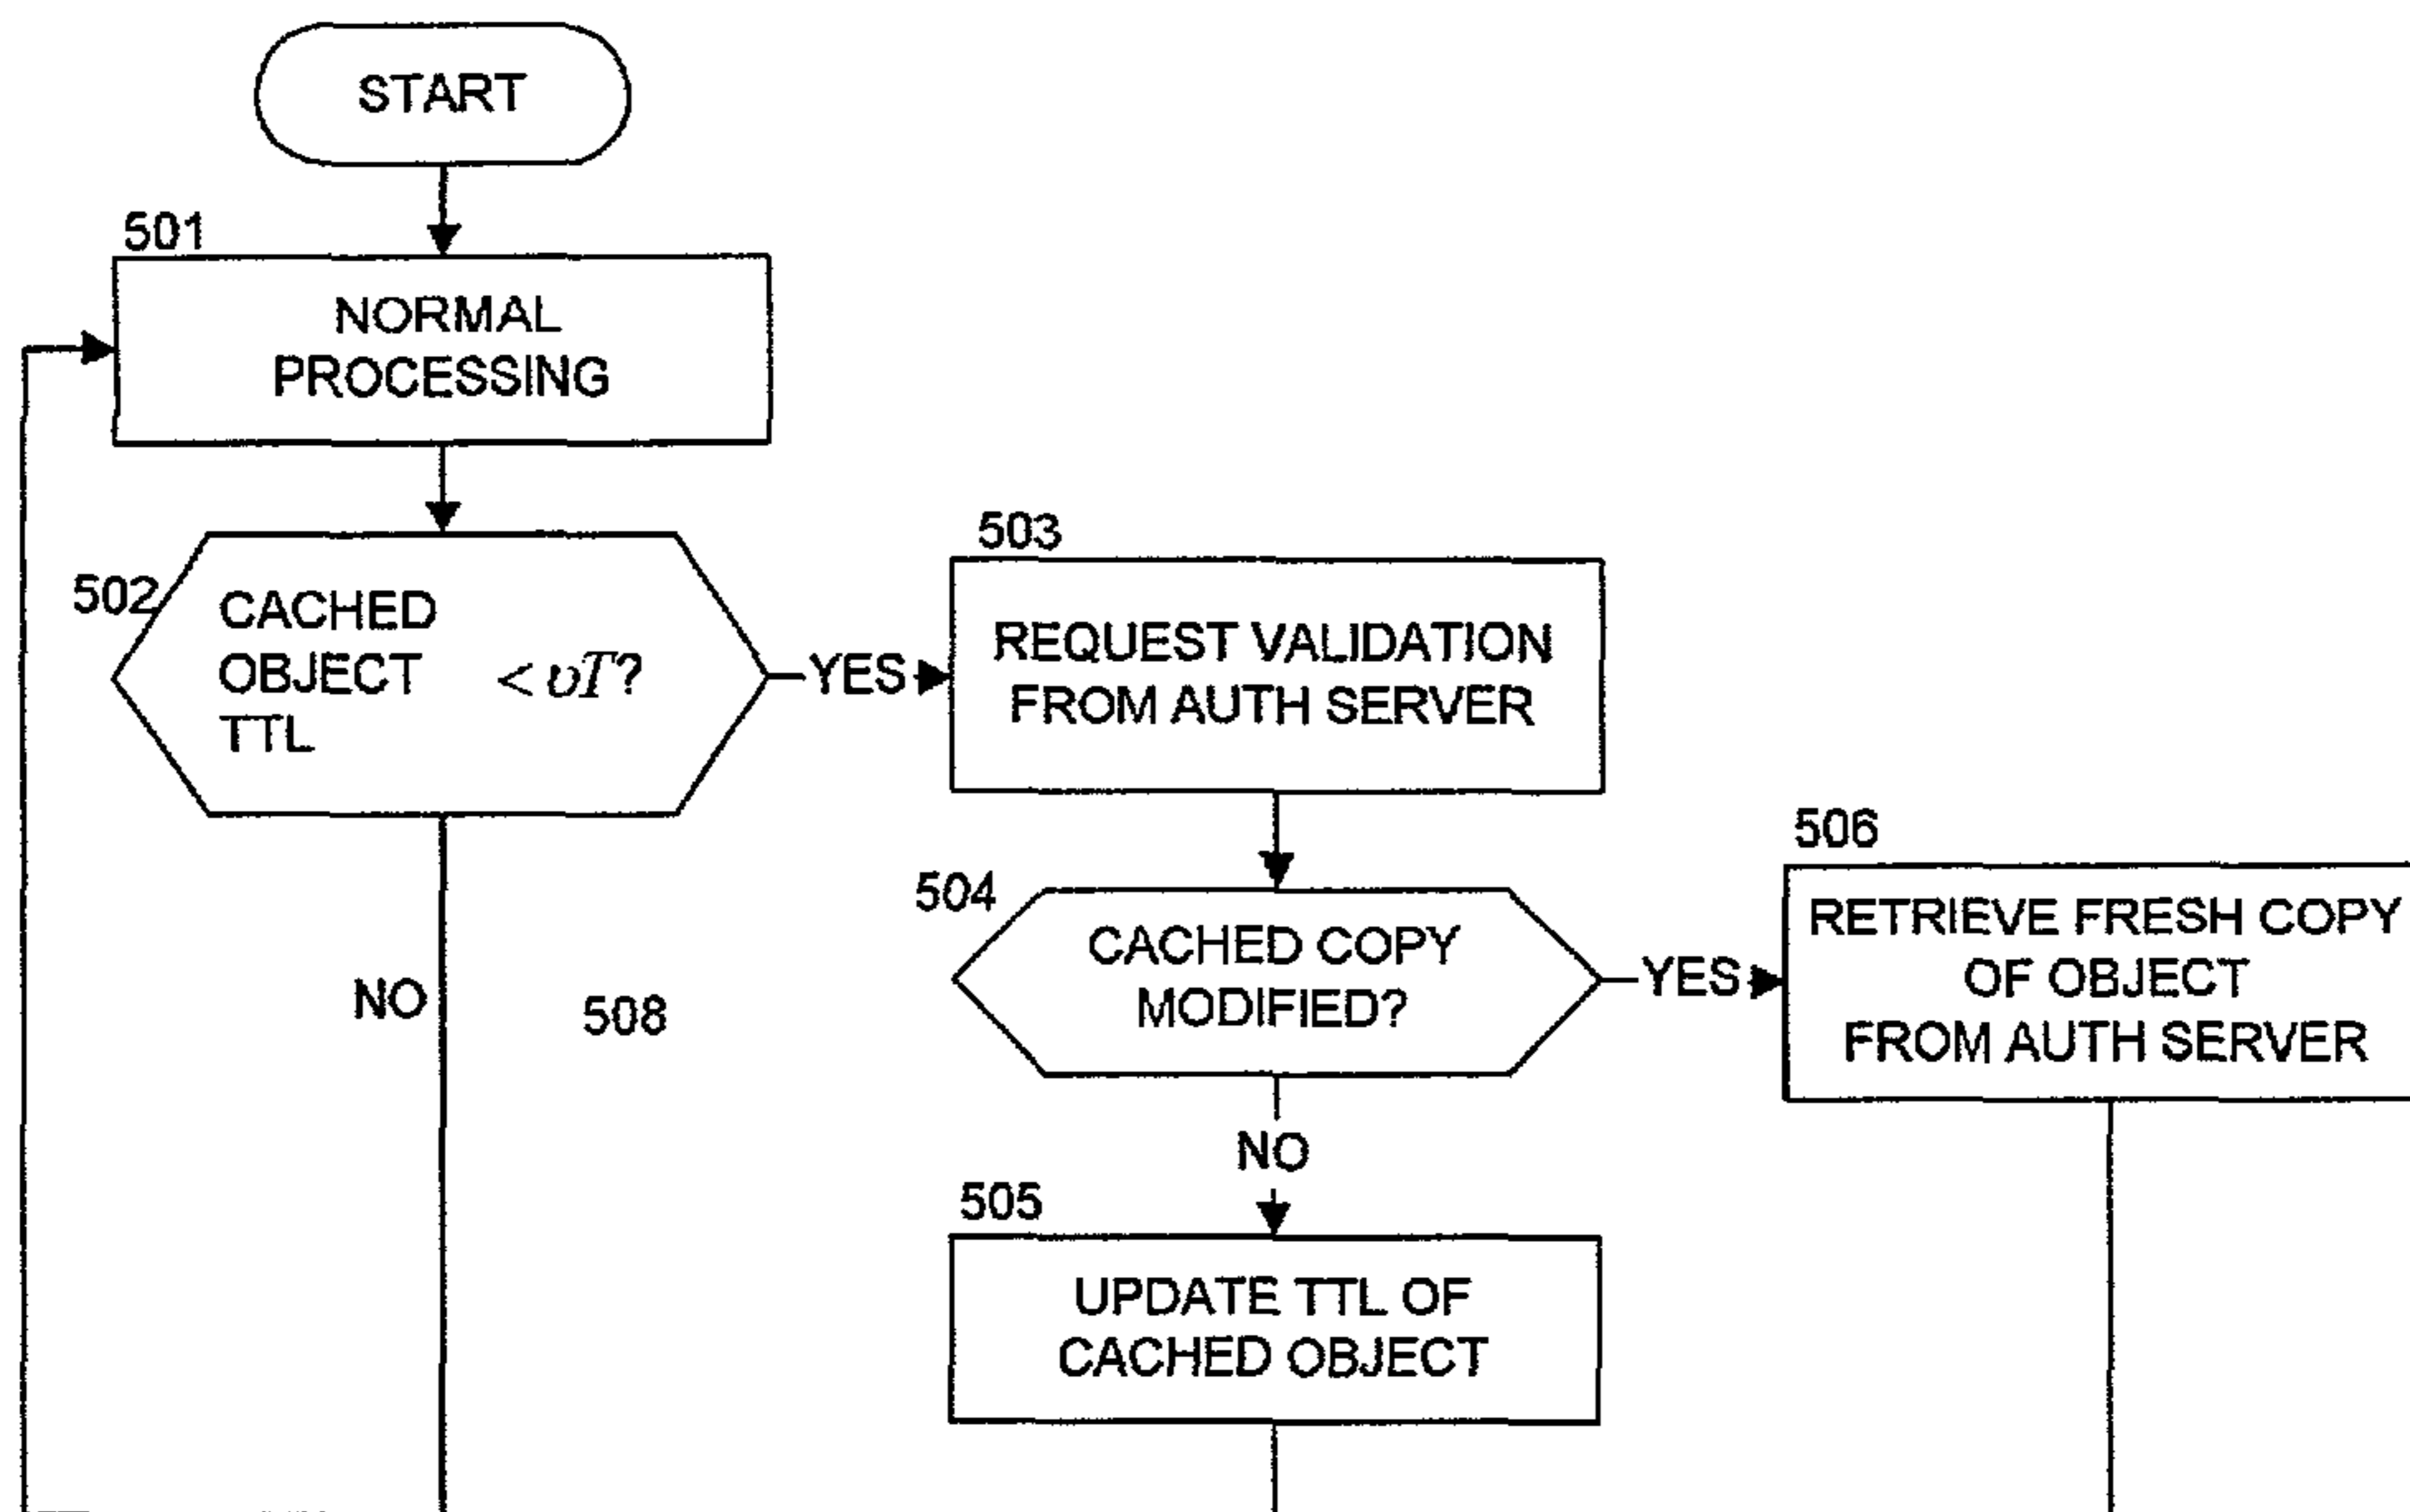 START
501
NORMAL
PROCESSING
502
CACHED
OBJECT < υT?
TTL
YES
503
REQUEST VALIDATION
FROM AUTH SERVER
504
CACHED COPY
MODIFIED?
YES
506
RETRIEVE FRESH COPY
OF OBJECT
FROM AUTH SERVER
NO
508
NO
505
UPDATE TTL OF
CACHED OBJECT